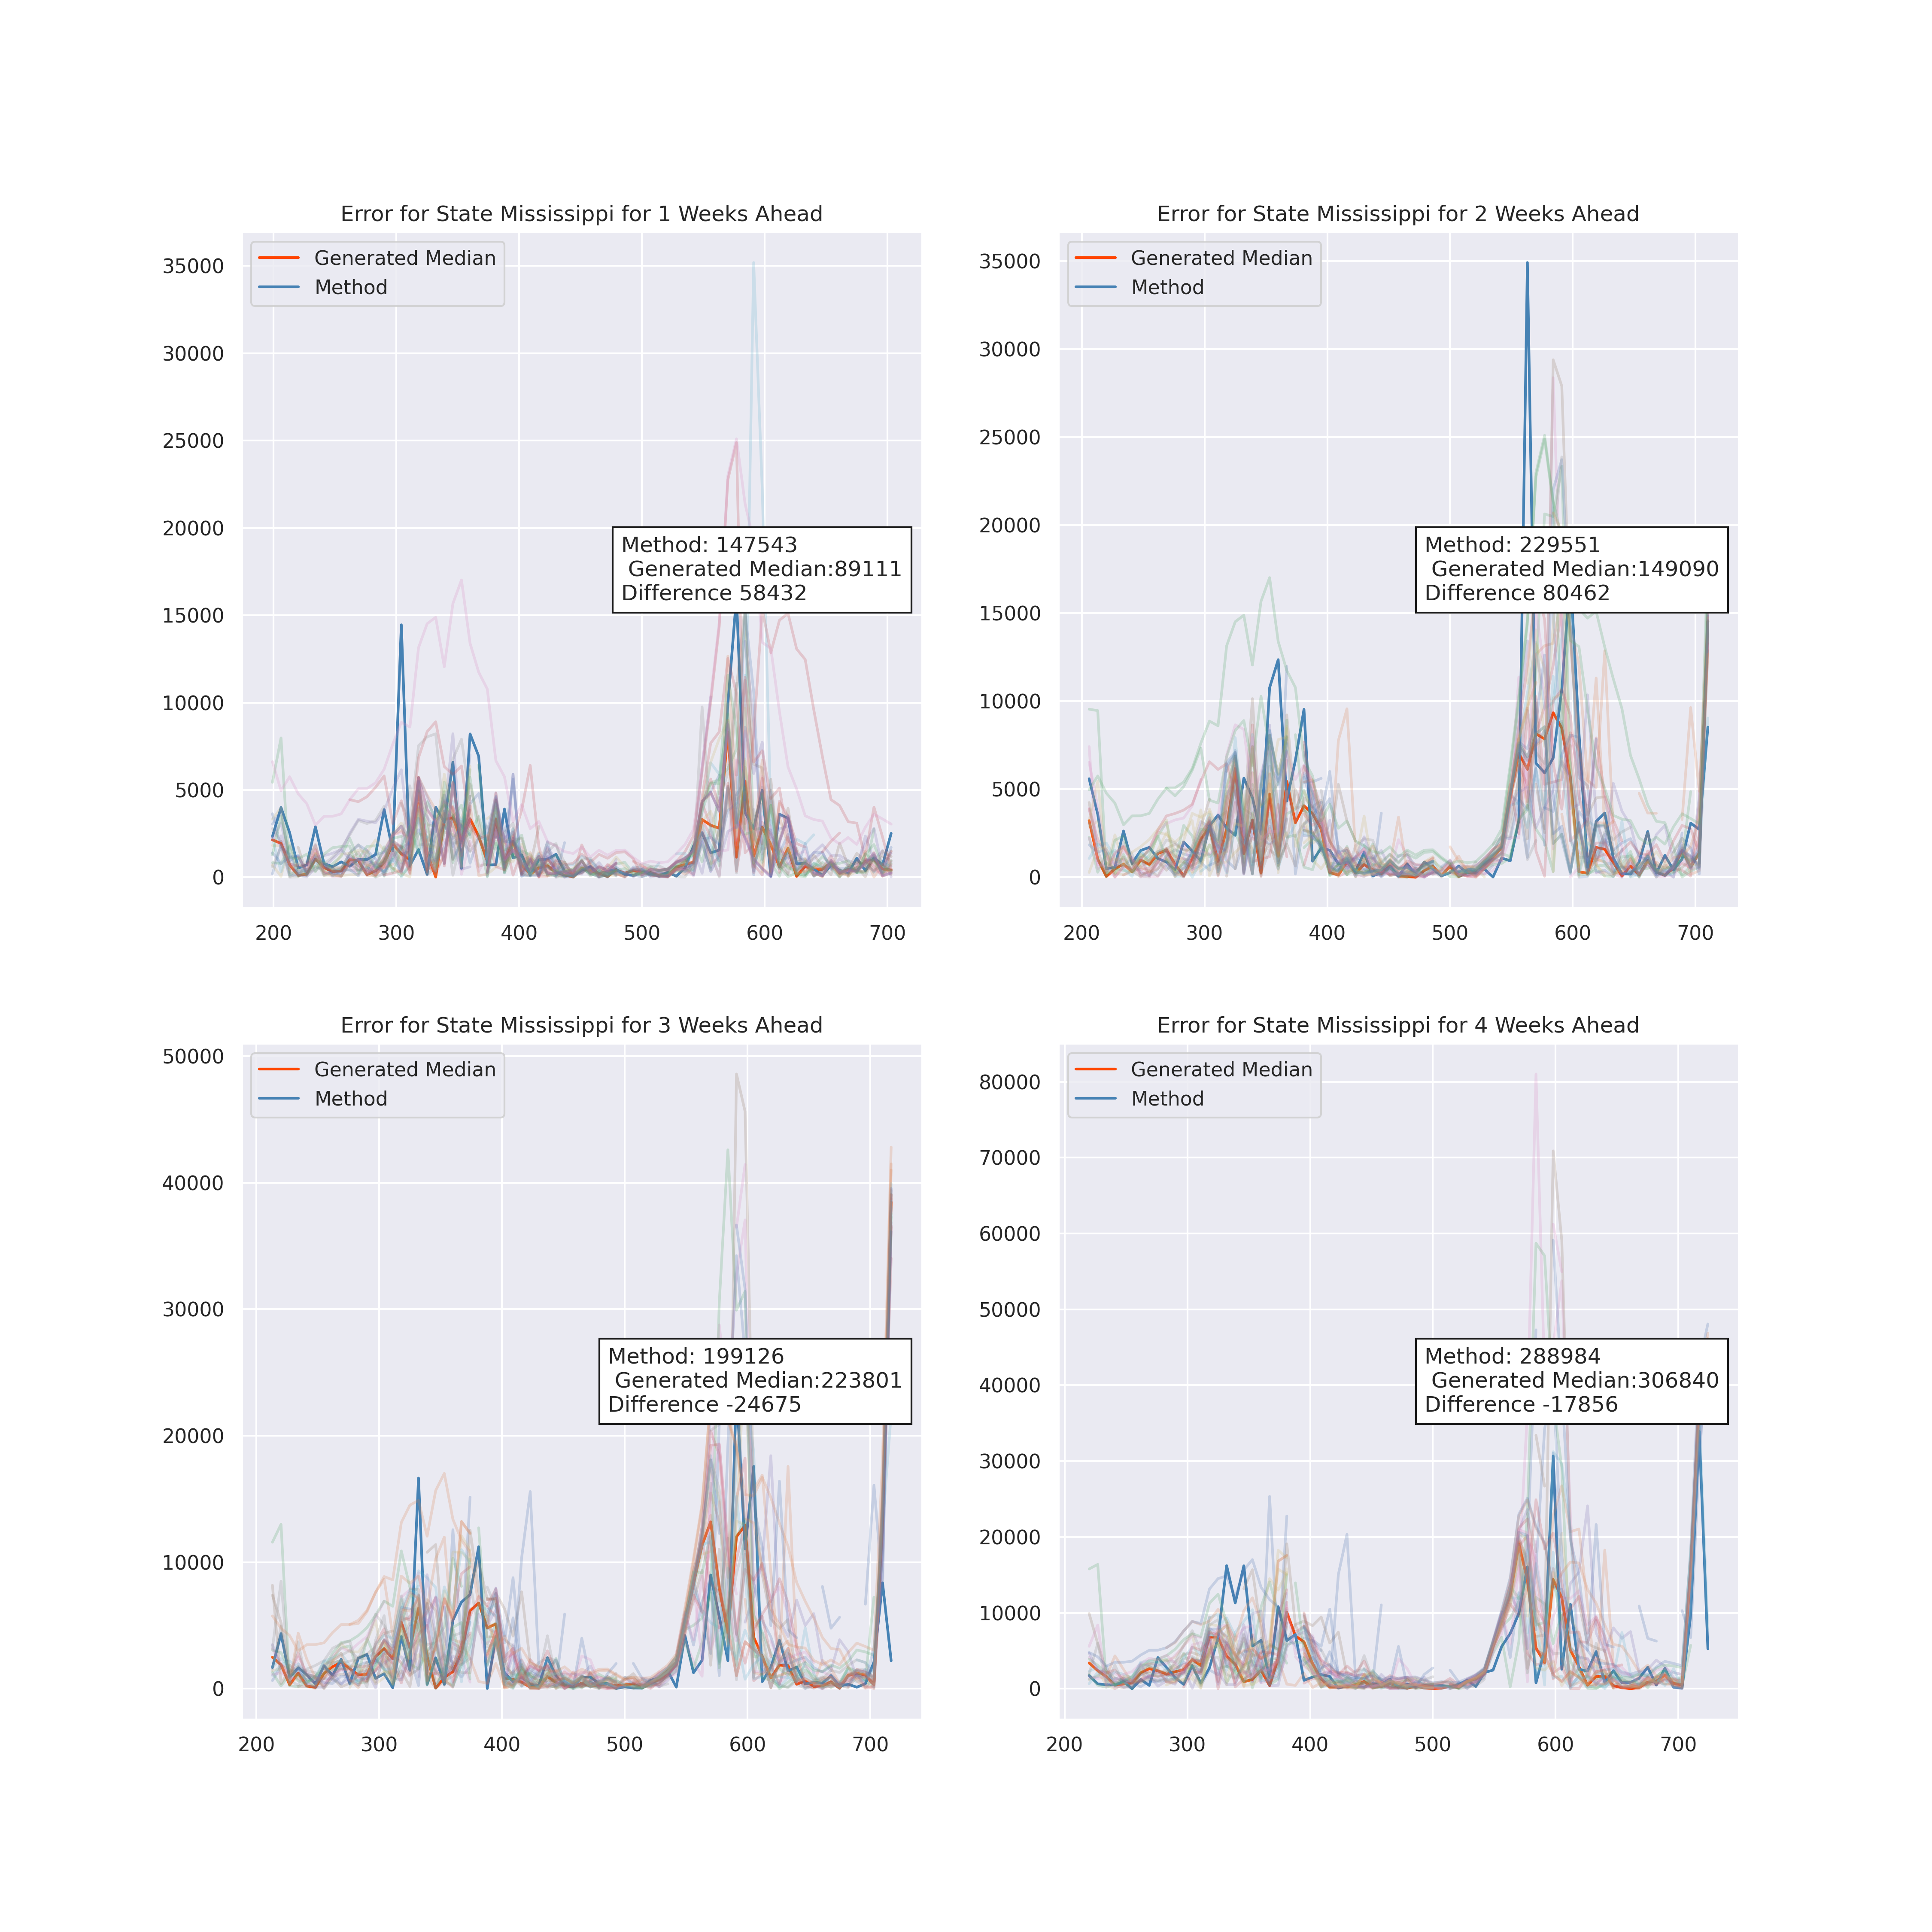 Error for State Mississippi for 1 Weeks Ahead
Generated Median
Method
35000
30000
25000
20000
15000
10000
5000
0
Method: 147543
Generated Median:89111
Difference 58432
200 300 400 500 600 700
Error for State Mississippi for 2 Weeks Ahead
Generated Median
Method
35000
30000
25000
20000
15000
10000
5000
0
Method: 229551
Generated Median:149090
Difference 80462
200 300 400 500 600 700
Error for State Mississippi for 3 Weeks Ahead
Generated Median
Method
50000
40000
30000
20000
10000
0
Method: 199126
Generated Median:223801
Difference -24675
200 300 400 500 600 700
Error for State Mississippi for 4 Weeks Ahead
Generated Median
Method
80000
70000
60000
50000
40000
30000
20000
10000
0
Method: 288984
Generated Median:306840
Difference -17856
200 300 400 500 600 700